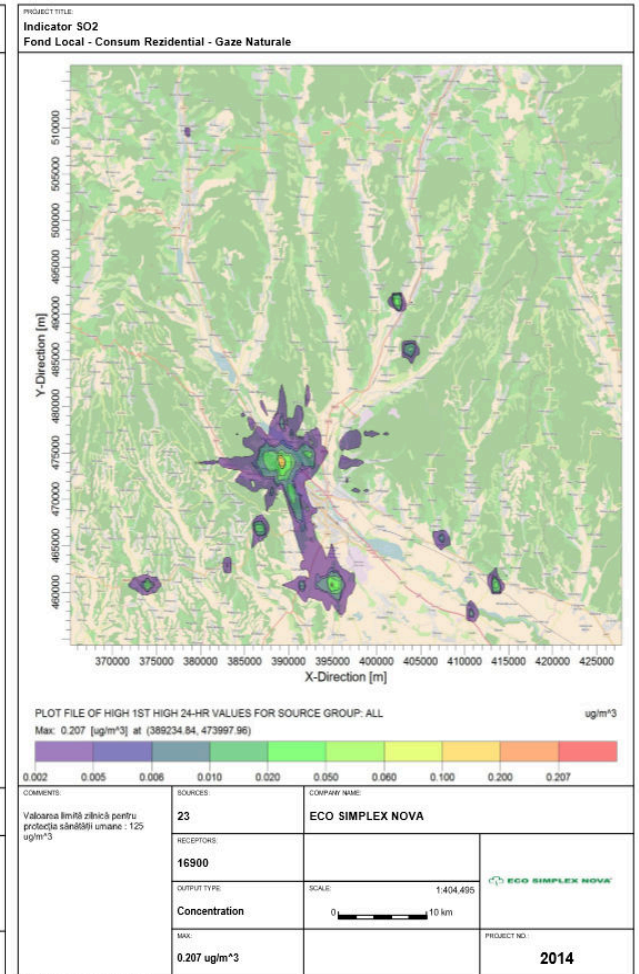 PROJECT TITLE:
Indicator SO2
Fond Local - Consum Rezidential - Gaze Naturale
Y-Direction [m]
510000
505000
500000
495000
490000
485000
480000
475000
470000
465000
460000
370000 375000 380000 385000 390000 395000 400000 405000 410000 415000 420000 425000
X-Direction [m]
PLOT FILE OF HIGH 1ST HIGH 24-HR VALUES FOR SOURCE GROUP: ALL
ug/m^3
Max: 0.207 [ug/m^3] at (389234.84, 473997.96)
0.002 0.005 0.006 0.010 0.020 0.050 0.060 0.100 0.200 0.207
COMMENTS:
Valoarea limită zilnică pentru
protecția sănătății umane : 125
ug/m^3
SOURCES:
23
COMPANY NAME:
ECO SIMPLEX NOVA
RECEPTORS:
16900
OUTPUT TYPE:
Concentration
SCALE:
1:404,495
0
10 km
ECO SIMPLEX NOVA
MAX:
0.207 ug/m^3
PROJECT NO.:
2014